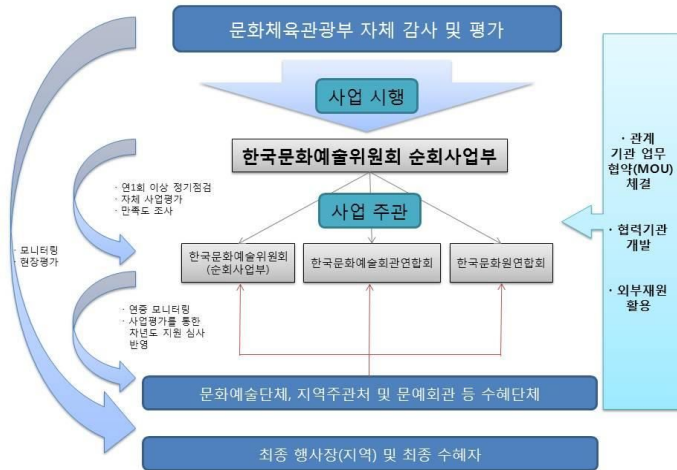 문화체육관광부 자체 감사 및 평가
사업 시행
한국문화예술위원회 순회사업부
· 연1회 이상 정기점검
· 자체 사업평가
· 만족도 조사
사업 주관
· 모니터링
· 현장평가
한국문화예술위원회
(순회사업부)
한국문화예술회관연합회
한국문화원연합회
· 연중 모니터링
· 사업평가를 통한
차년도 지원 심사
반영
문화예술단체, 지역주관처 및 문예회관 등 수혜단체
최종 행사장(지역) 및 최종 수혜자
· 관계
기관 업무
협약(MOU)
체결
· 협력기관
개발
· 외부재원
활용